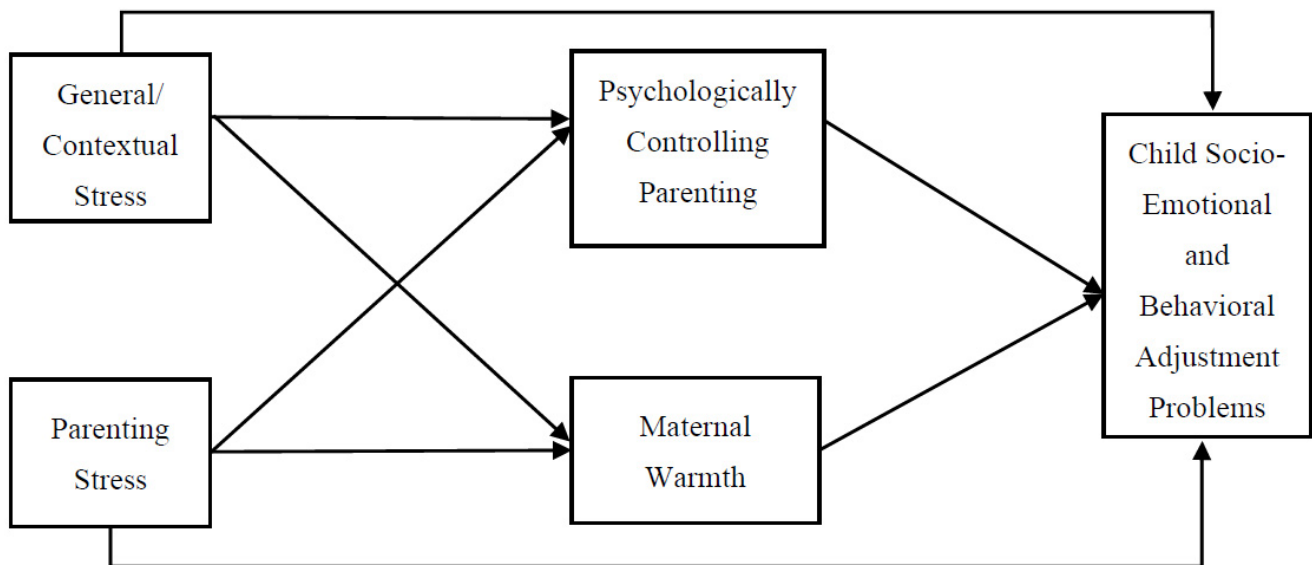 General/
Contextual
Stress
Psychologically
Controlling
Parenting
Child Socio-
Emotional
and
Behavioral
Adjustment
Problems
Parenting
Stress
Maternal
Warmth